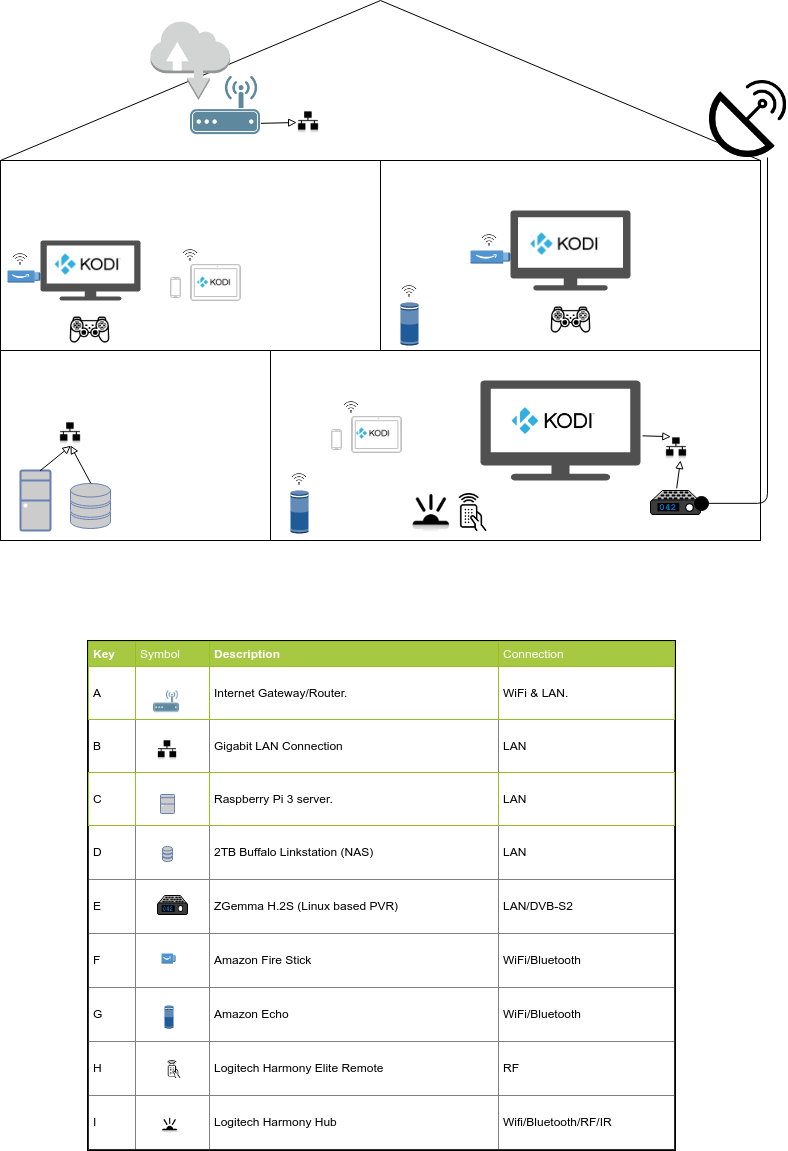 KODI
KODI
KODI
KODI
KODI
042
Key Symbol Description Connection
A Internet Gateway/Router. WiFi & LAN.
B Gigabit LAN Connection LAN
C Raspberry Pi 3 server. LAN
D 2TB Buffalo Linkstation (NAS) LAN
E ZGemma H.2S (Linux based PVR) LAN/DVB-S2
F Amazon Fire Stick WiFi/Bluetooth
G Amazon Echo WiFi/Bluetooth
H Logitech Harmony Elite Remote RF
I Logitech Harmony Hub Wifi/Bluetooth/RF/IR